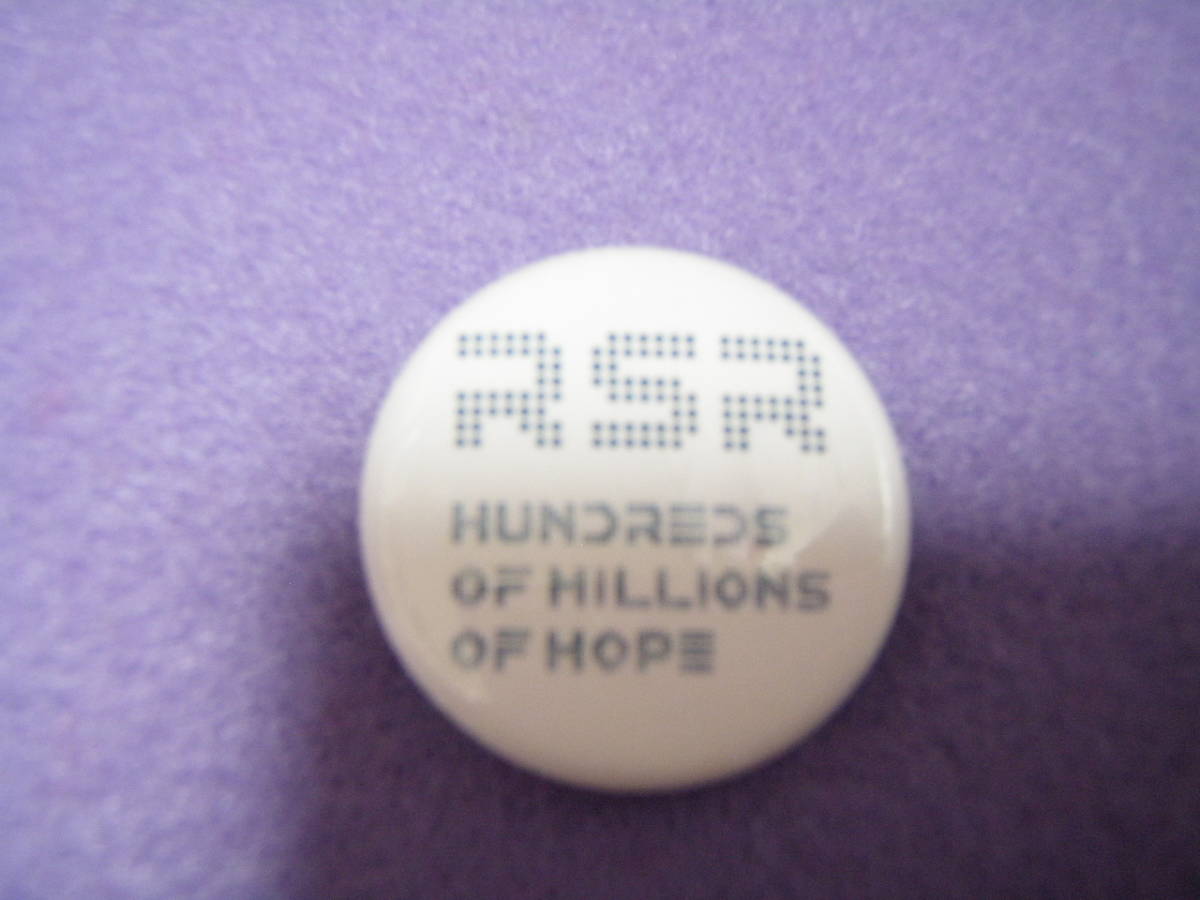 RSR
HUNDREDS
OF HILLIONS
OF HOPE